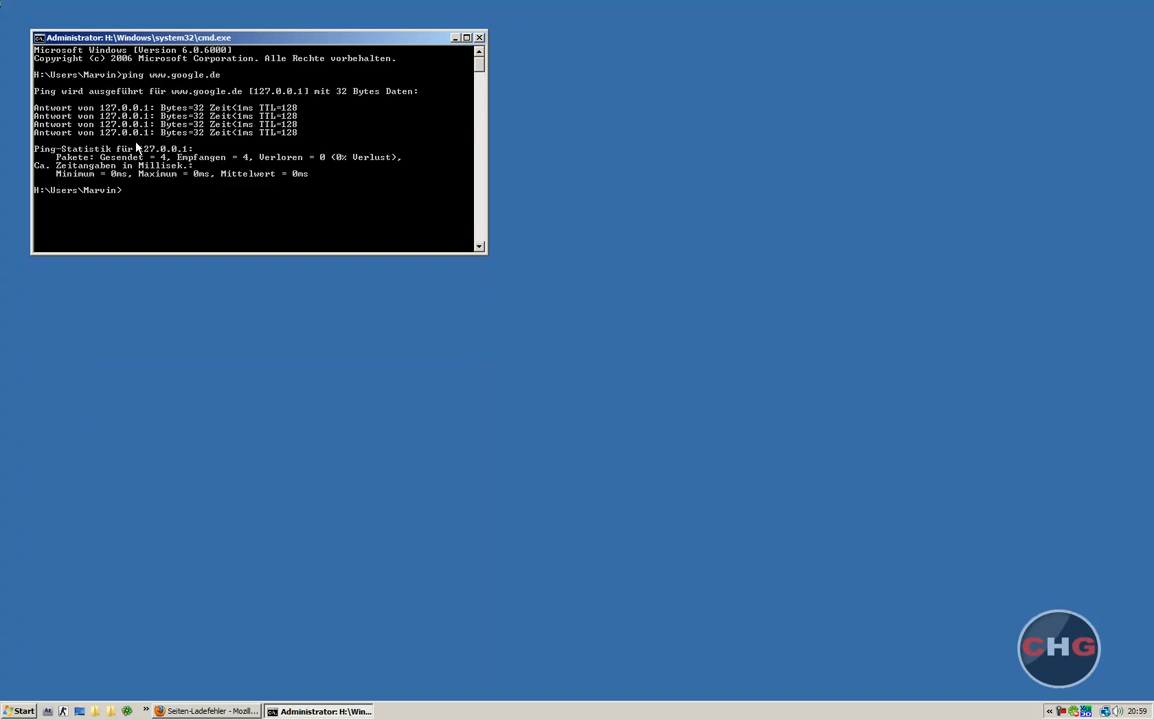 Administrator: H:\Windows\system32\cmd.exe
Microsoft Windows [Version 6.0.6000]
Copyright (c) 2006 Microsoft Corporation. Alle Rechte vorbehalten.
H:\Users\Marvin>ping www.google.de
Ping wird ausgeführt für www.google.de [127.0.0.1] mit 32 Bytes Daten:
Antwort von 127.0.0.1: Bytes=32 Zeit<1ms TTL=128
Antwort von 127.0.0.1: Bytes=32 Zeit<1ms TTL=128
Antwort von 127.0.0.1: Bytes=32 Zeit<1ms TTL=128
Antwort von 127.0.0.1: Bytes=32 Zeit<1ms TTL=128
Ping-Statistik für 127.0.0.1:
Pakete: Gesendet = 4, Empfangen = 4, Verloren = 0 (0% Verlust),
Ca. Zeitangaben in Millisek.:
Minimum = 0ms, Maximum = 0ms, Mittelwert = 0ms
H:\Users\Marvin>
CHG
Start » Seiten-Ladefehler - Mozill... Administrator: H:\Win... « 20:59